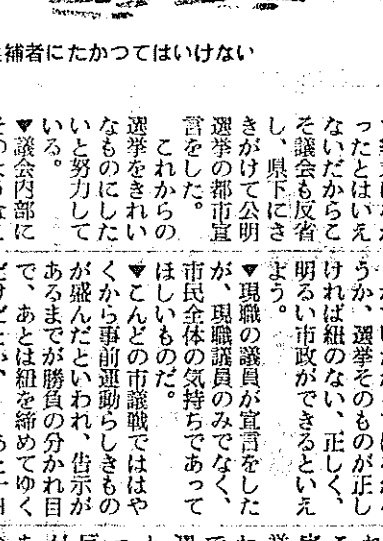 補者にたかつてはいけない
ったとはいえ
ないだからこ
そ議会も反省
し、県下にさ
きがけて公明
選挙の都市宣
言をした。
これからの
選挙をきれい
なものにした
いと努力して
いる。
▼議会内部に
うか、選挙そのものが正し
ければ紐のない、正しく、
明るい市政ができるといえ
よう。
▼現職の議員が宣言をした
が、現職議員のみでなく、
市民全体の気持ちであって
ほしいものだ。
▼こんどの市議戦でははや
くから事前運動らしきもの
が盛んだといわれ、告示が
あるまでが勝負の分かれ目
で、あとは紐を締めてゆく